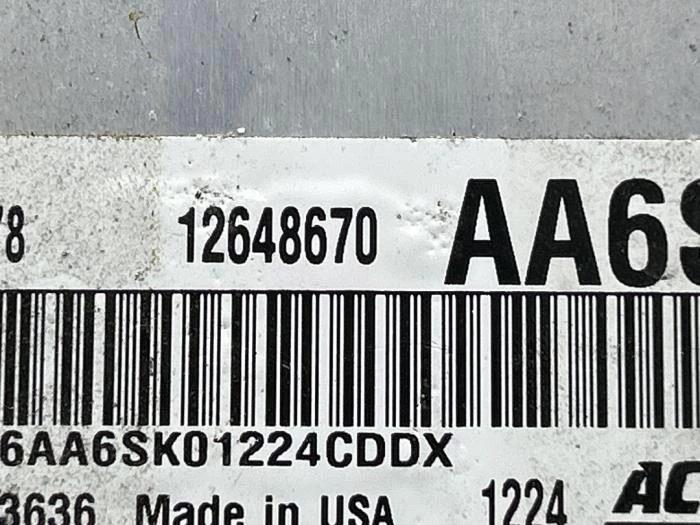 78 12648670 AA6S
6AA6SK01224CDDX
3636 Made in USA 1224 AC